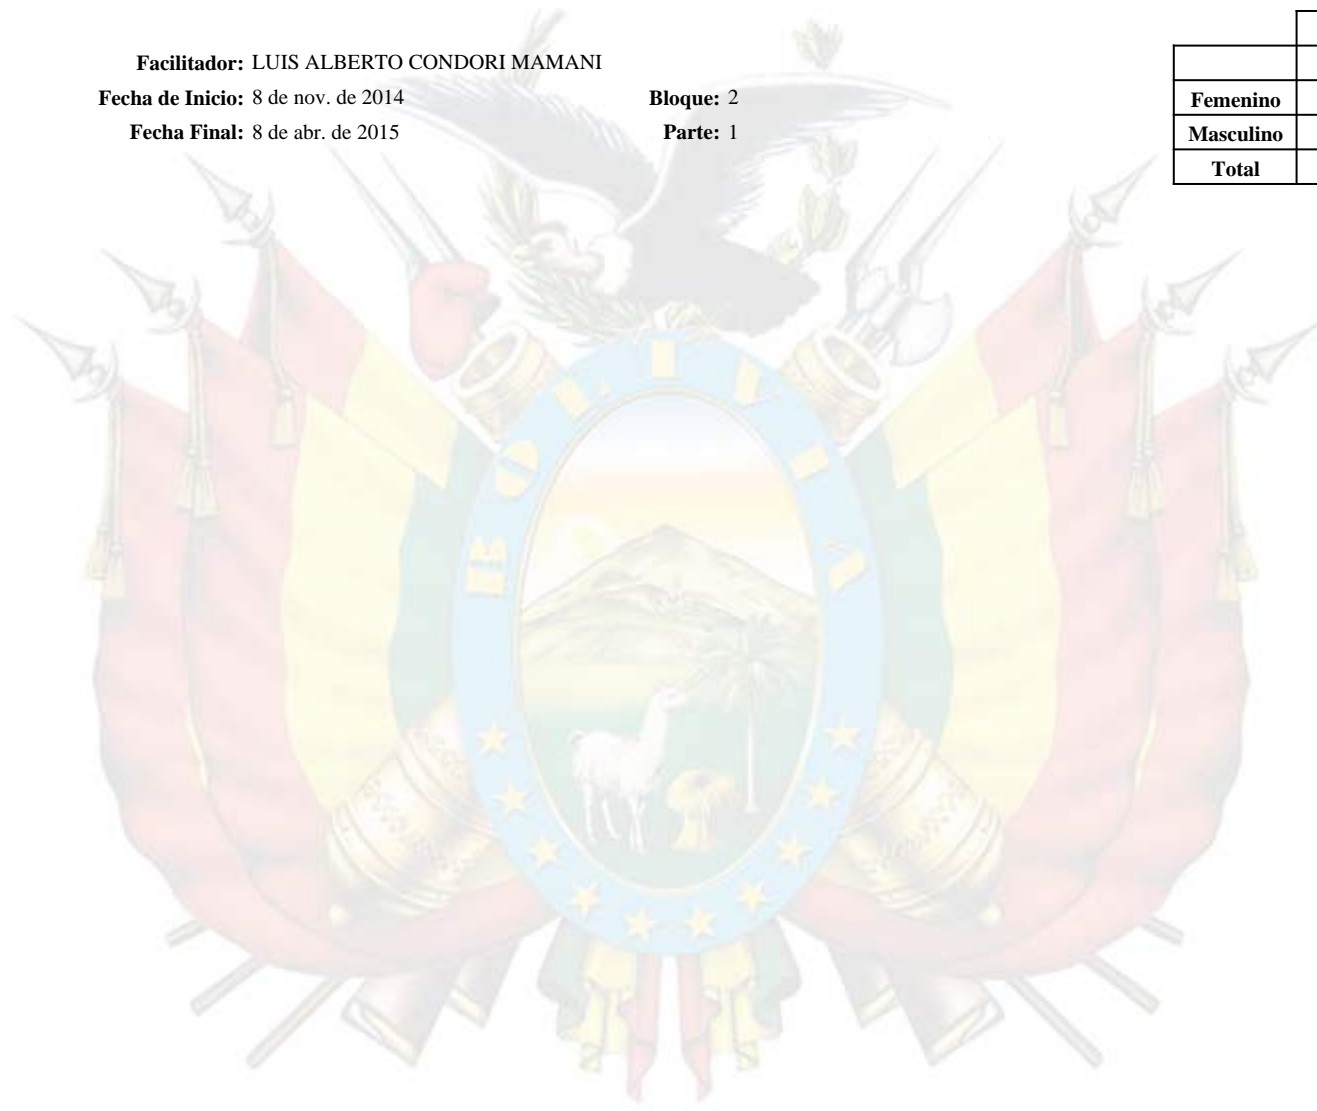 Facilitador: LUIS ALBERTO CONDORI MAMANI
Fecha de Inicio: 8 de nov. de 2014 Bloque: 2
Fecha Final: 8 de abr. de 2015 Parte: 1
Femenino
Masculino
Total
BOLIVIA